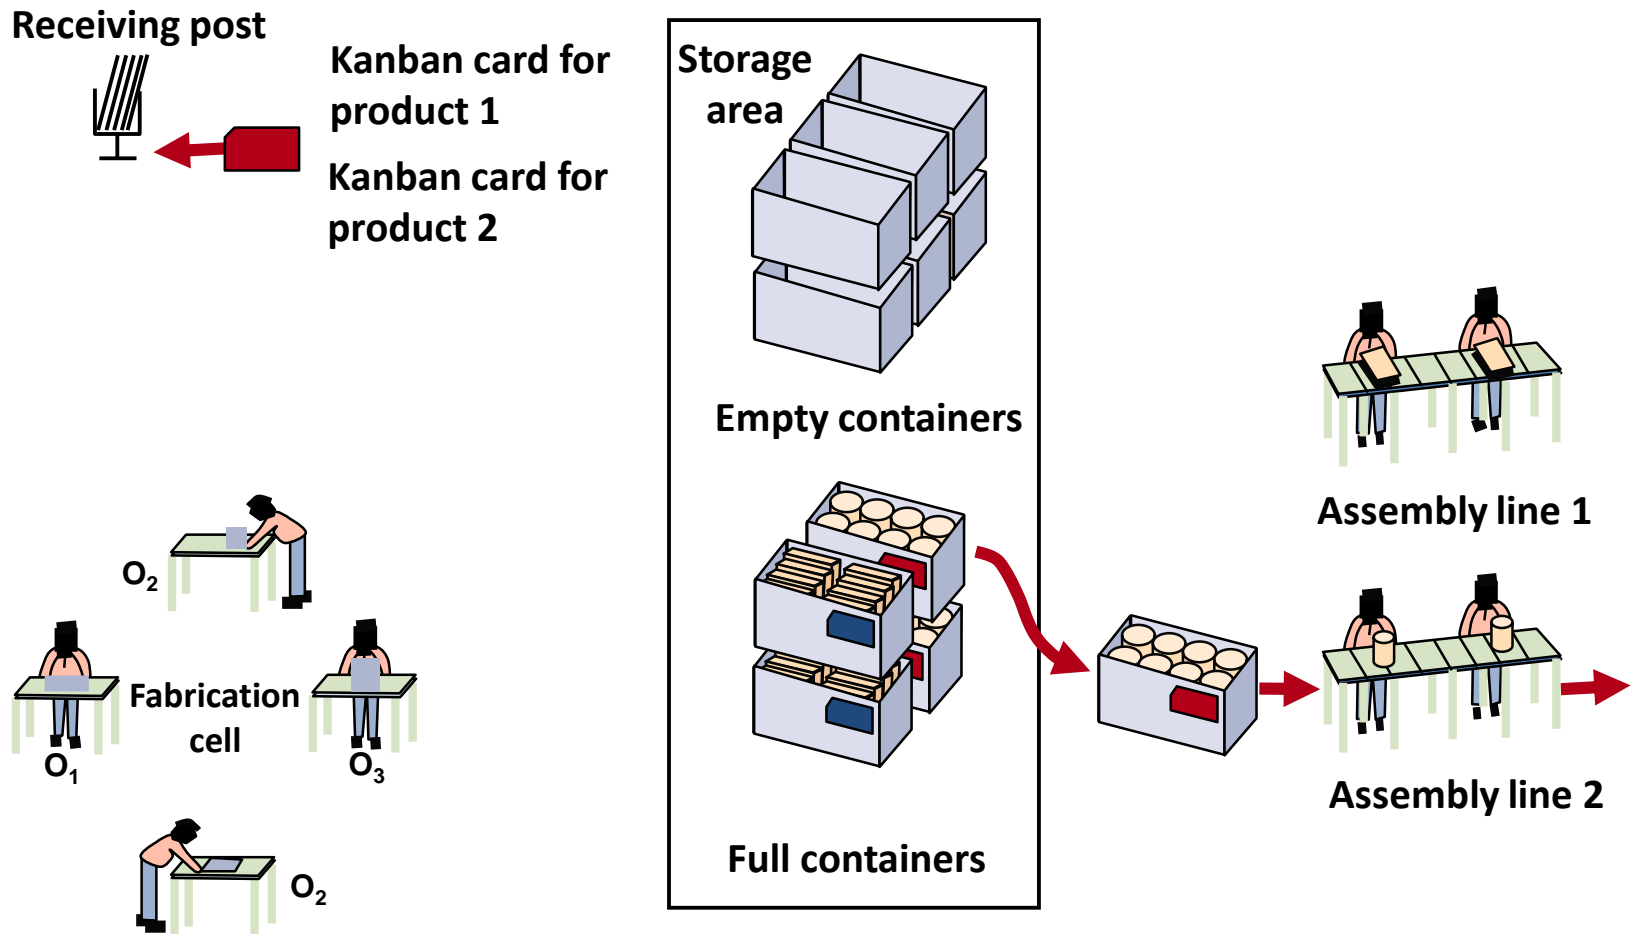 Receiving post
Kanban card for
product 1
Kanban card for
product 2
Storage
area
Empty containers
Full containers
Assembly line 1
Assembly line 2
O₂
Fabrication
cell
O₁
O₃
O₂